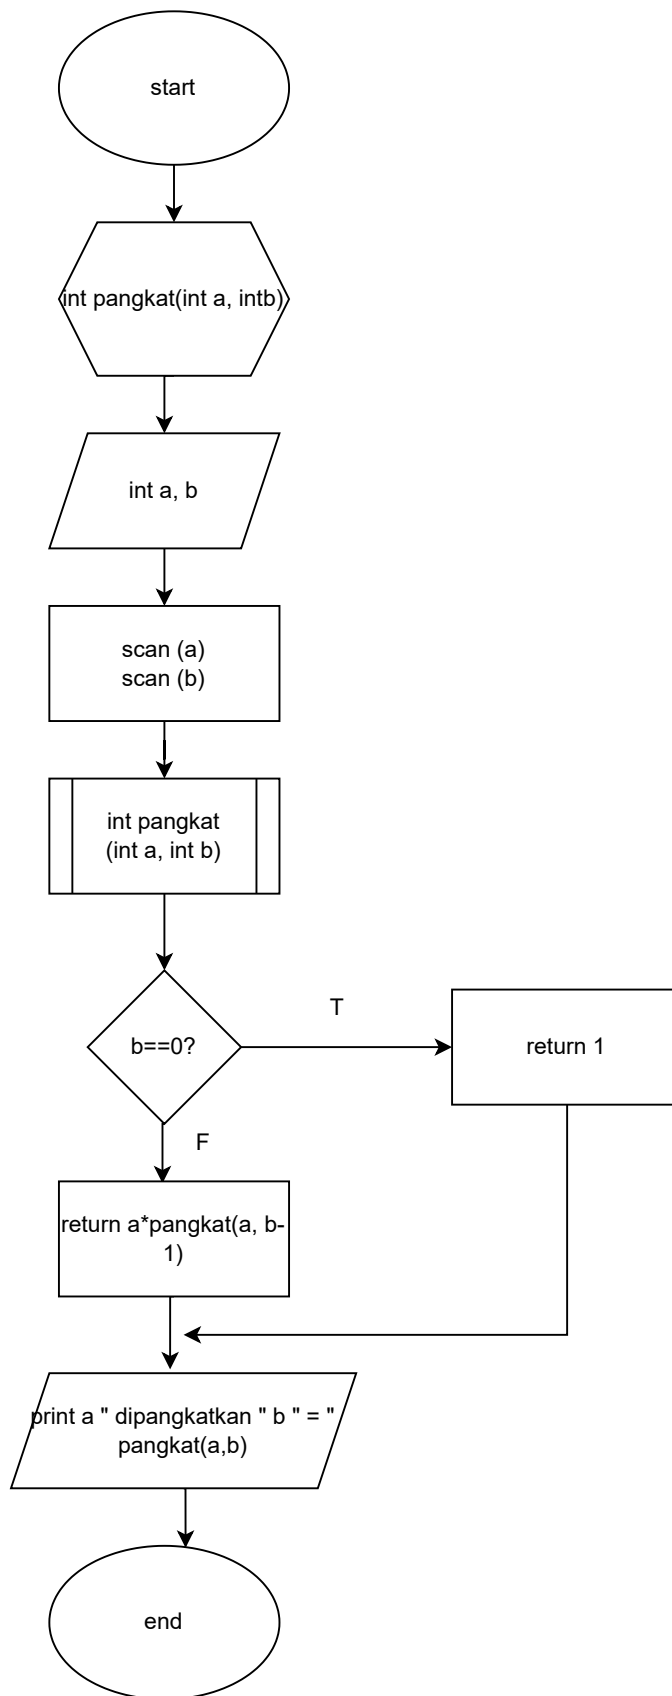 start
int pangkat(int a, intb)
int a, b
scan (a)
scan (b)
int pangkat
(int a, int b)
b==0?
T
return 1
F
return a*pangkat(a, b-
1)
print a " dipangkatkan " b " = "
pangkat(a,b)
end